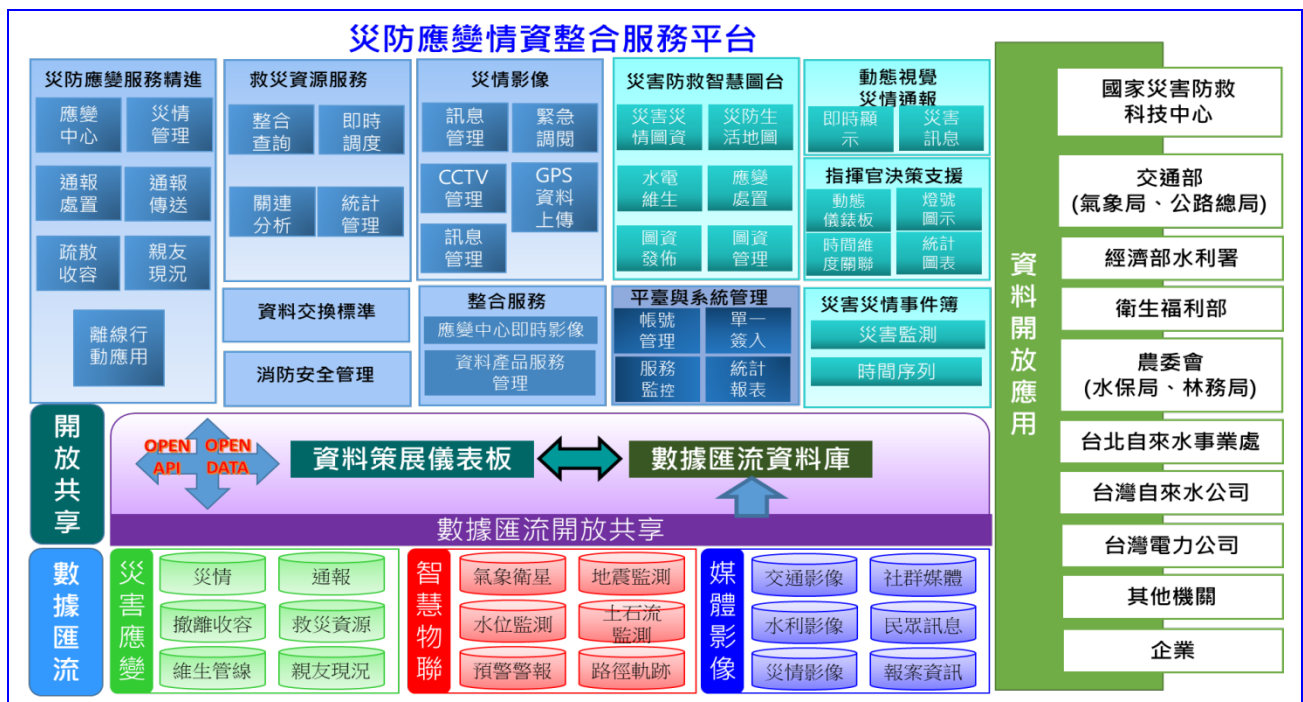 災防應變情資整合服務平台
災防應變服務精進
應變
中心
災情
管理
通報
處置
通報
傳送
疏散
收容
親友
現況
離線行
動應用
救災資源服務
整合
查詢
即時
調度
關連
分析
統計
管理
資料交換標準
消防安全管理
災情影像
訊息
管理
緊急
調閱
CCTV
管理
GPS
資料
上傳
訊息
管理
整合服務
應變中心即時影像
資料產品服務
管理
災害防救智慧圖台
災害災
情圖資
災防生
活地圖
水電
維生
應變
處置
圖資
發佈
圖資
管理
平臺與系統管理
帳號
管理
單一
簽入
服務
監控
統計
報表
動態視覺
災情通報
即時顯
示
災害
訊息
指揮官決策支援
動態
儀錶板
燈號
圖示
時間維
度關聯
統計
圖表
災害災情事件簿
災害監測
時間序列
開放共享
OPEN
API
OPEN
DATA
資料策展儀表板
數據匯流資料庫
數據匯流開放共享
數據匯流
災害應變
災情
通報
撤離收容
救災資源
維生管線
親友現況
智慧物聯
氣象衛星
地震監測
水位監測
土石流
監測
預警警報
路徑軌跡
媒體影像
交通影像
社群媒體
水利影像
民眾訊息
災情影像
報案資訊
資料開放應用
國家災害防救
科技中心
交通部
(氣象局、公路總局)
經濟部水利署
衛生福利部
農委會
(水保局、林務局)
台北自來水事業處
台灣自來水公司
台灣電力公司
其他機關
企業